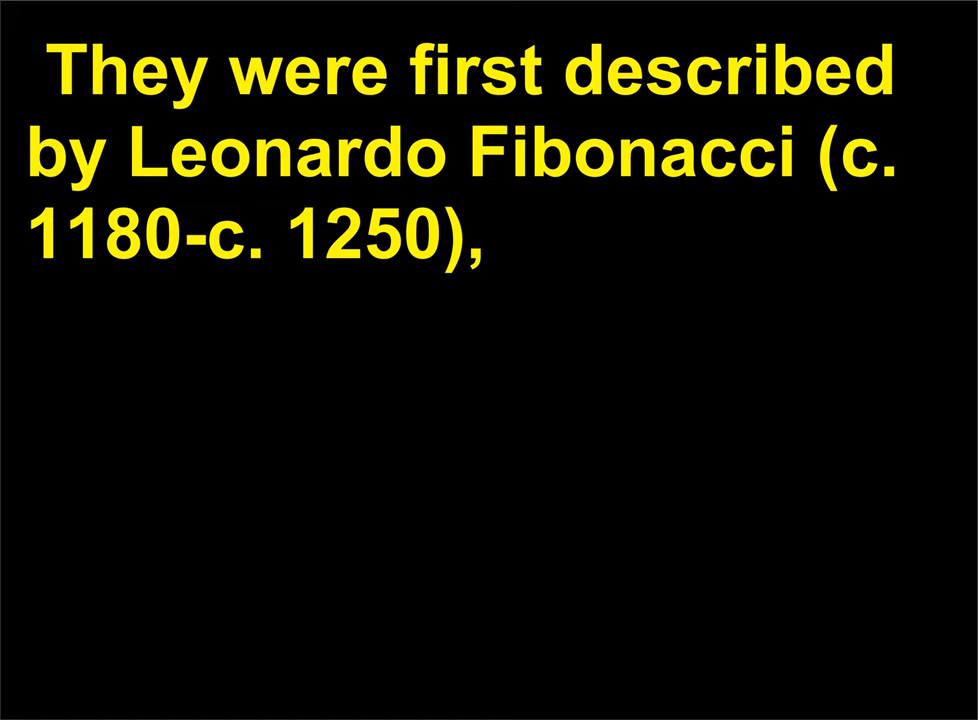 They were first described
by Leonardo Fibonacci (c.
1180-c. 1250),